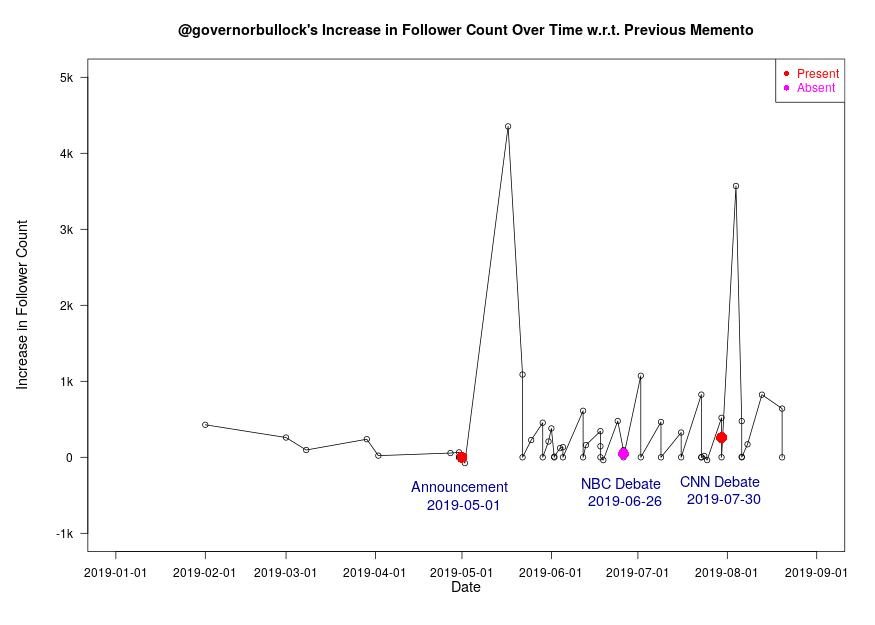 @governorbullock's Increase in Follower Count Over Time w.r.t. Previous Memento
Present
Absent
5k
4k
3k
2k
1k
0
-1k
Increase in Follower Count
Announcement
2019-05-01
NBC Debate
2019-06-26
CNN Debate
2019-07-30
2019-01-01
2019-02-01
2019-03-01
2019-04-01
2019-05-01
2019-06-01
2019-07-01
2019-08-01
2019-09-01
Date